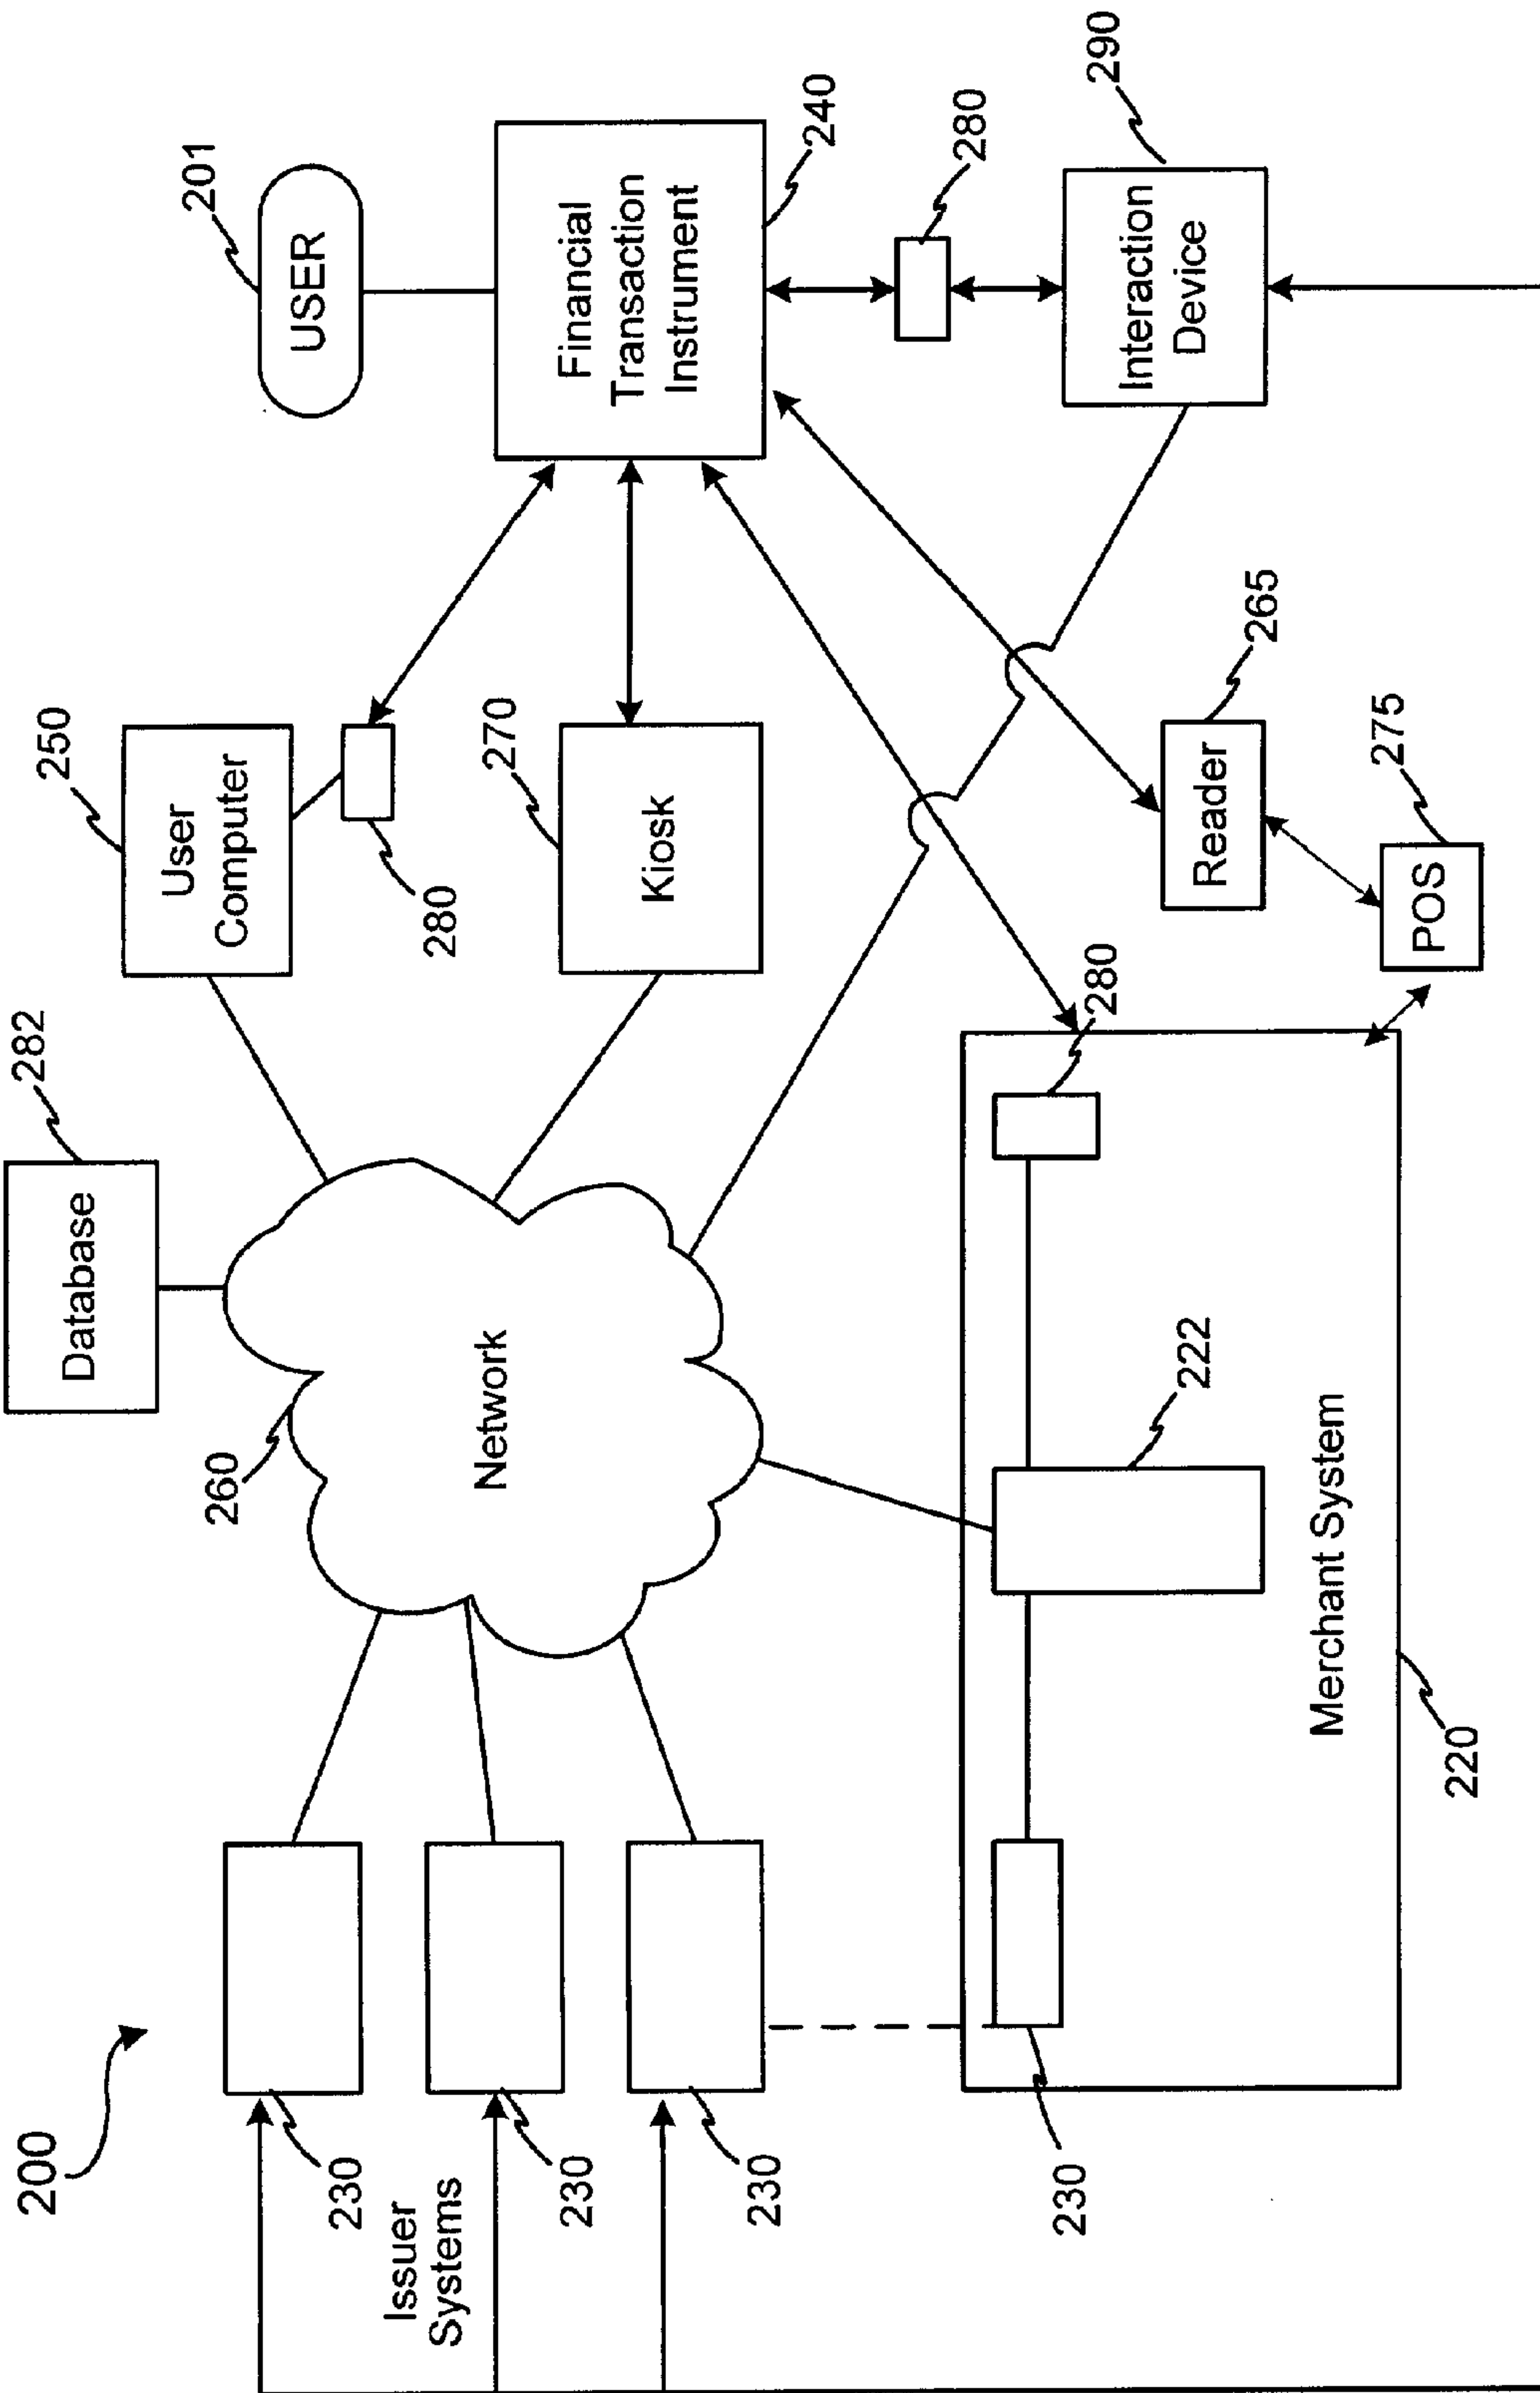 200
282
Database
250
User
Computer
280
201
USER
230
Issuer
Systems
230
230
260
Network
270
Kiosk
Financial
Transaction
Instrument
240
280
290
Interaction
Device
265
Reader
275
POS
280
222
230
Merchant System
220